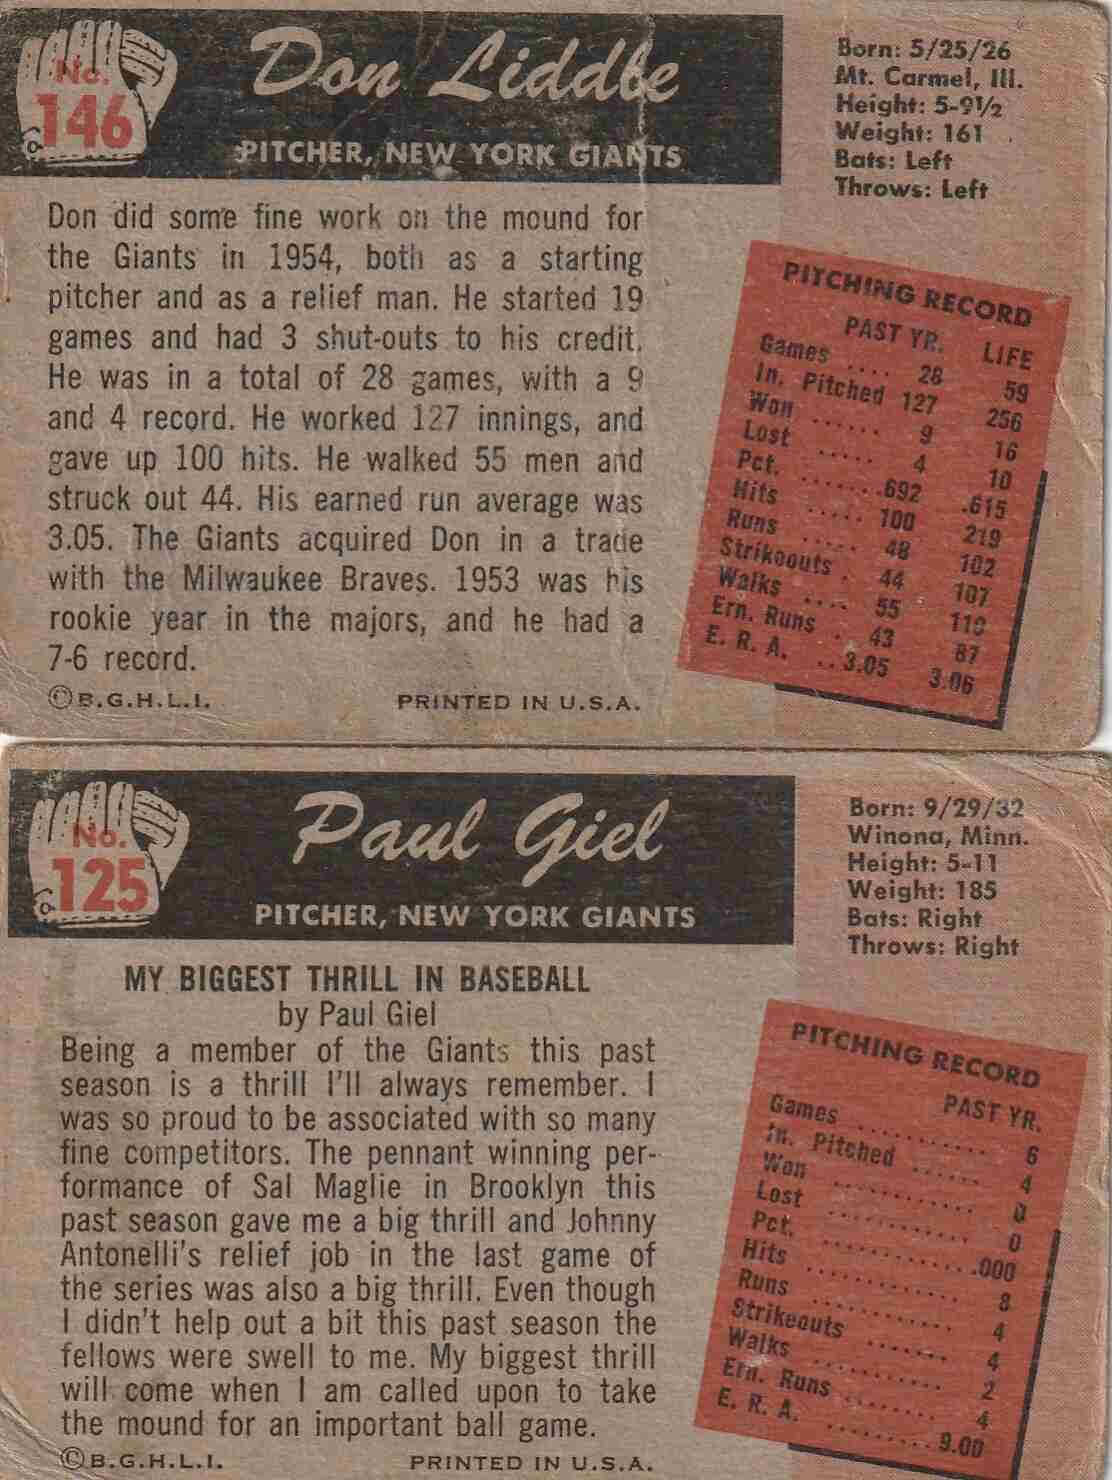 No.
146
Don Liddle
PITCHER, NEW YORK GIANTS
Born: 5/25/26
Mt. Carmel, Ill.
Height: 5-9½
Weight: 161
Bats: Left
Throws: Left
Don did some fine work on the mound for
the Giants in 1954, both as a starting
pitcher and as a relief man. He started 19
games and had 3 shut-outs to his credit.
He was in a total of 28 games, with a 9
and 4 record. He worked 127 innings, and
gave up 100 hits. He walked 55 men and
struck out 44. His earned run average was
3.05. The Giants acquired Don in a trade
with the Milwaukee Braves. 1953 was his
rookie year in the majors, and he had a
7-6 record.
©B.G.H.L.I. PRINTED IN U.S.A.
PITCHING RECORD
PAST YR. LIFE
Games .... 28 59
In. Pitched 127 256
Won ...... 9 16
Lost ..... 4 10
Pct. .......692 .615
Hits ..... 100 219
Runs ..... 48 102
Strikeouts . 44 107
Walks .... 55 119
Ern. Runs . 43 87
E. R. A. ..3.05 3.06
No.
125
Paul Giel
PITCHER, NEW YORK GIANTS
Born: 9/29/32
Winona, Minn.
Height: 5-11
Weight: 185
Bats: Right
Throws: Right
MY BIGGEST THRILL IN BASEBALL
by Paul Giel
Being a member of the Giants this past
season is a thrill I'll always remember. I
was so proud to be associated with so many
fine competitors. The pennant winning per-
formance of Sal Maglie in Brooklyn this
past season gave me a big thrill and Johnny
Antonelli's relief job in the last game of
the series was also a big thrill. Even though
I didn't help out a bit this past season the
fellows were swell to me. My biggest thrill
will come when I am called upon to take
the mound for an important ball game.
©B.G.H.L.I. PRINTED IN U.S.A.
PITCHING RECORD
PAST YR.
Games .......... 6
In. Pitched ...... 4
Won .......... 0
Lost .......... 0
Pct. ...........000
Hits .......... 8
Runs .......... 4
Strikeouts ....... 4
Walks .......... 2
Ern. Runs ....... 4
E. R. A. ........9.00